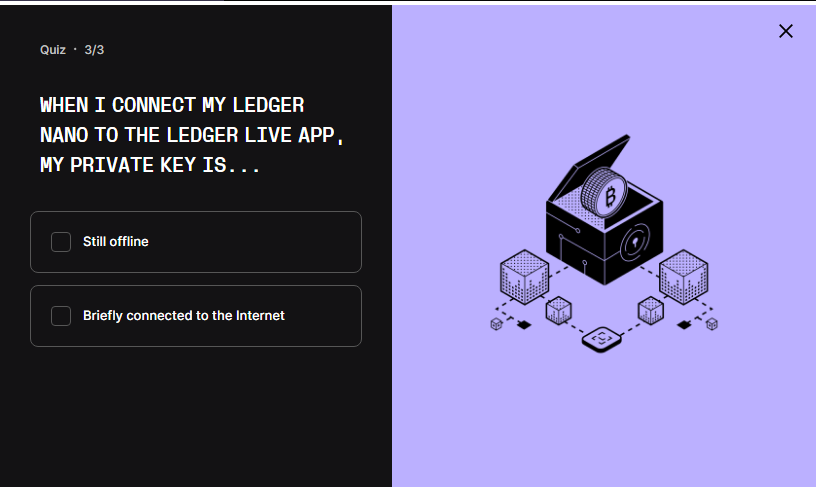 Quiz · 3/3
WHEN I CONNECT MY LEDGER
NANO TO THE LEDGER LIVE APP,
MY PRIVATE KEY IS...
Still offline
Briefly connected to the Internet